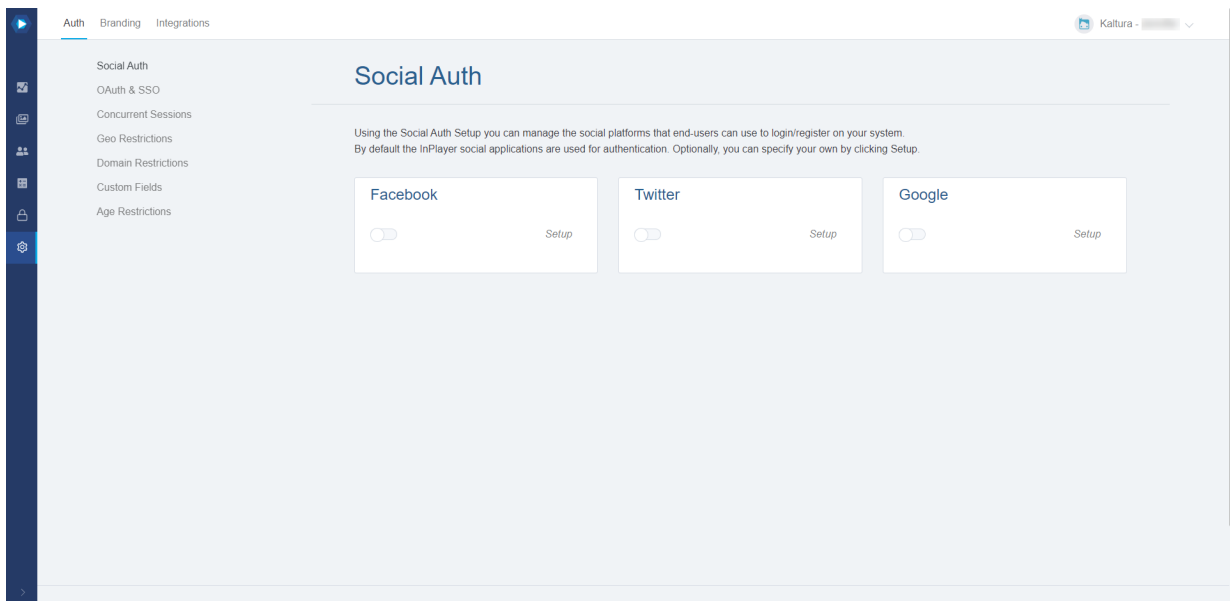 Auth Branding Integrations
Kaltura -
Social Auth
OAuth & SSO
Concurrent Sessions
Geo Restrictions
Domain Restrictions
Custom Fields
Age Restrictions
Social Auth
Using the Social Auth Setup you can manage the social platforms that end-users can use to login/register on your system.
By default the InPlayer social applications are used for authentication. Optionally, you can specify your own by clicking Setup.
Facebook
Setup
Twitter
Setup
Google
Setup